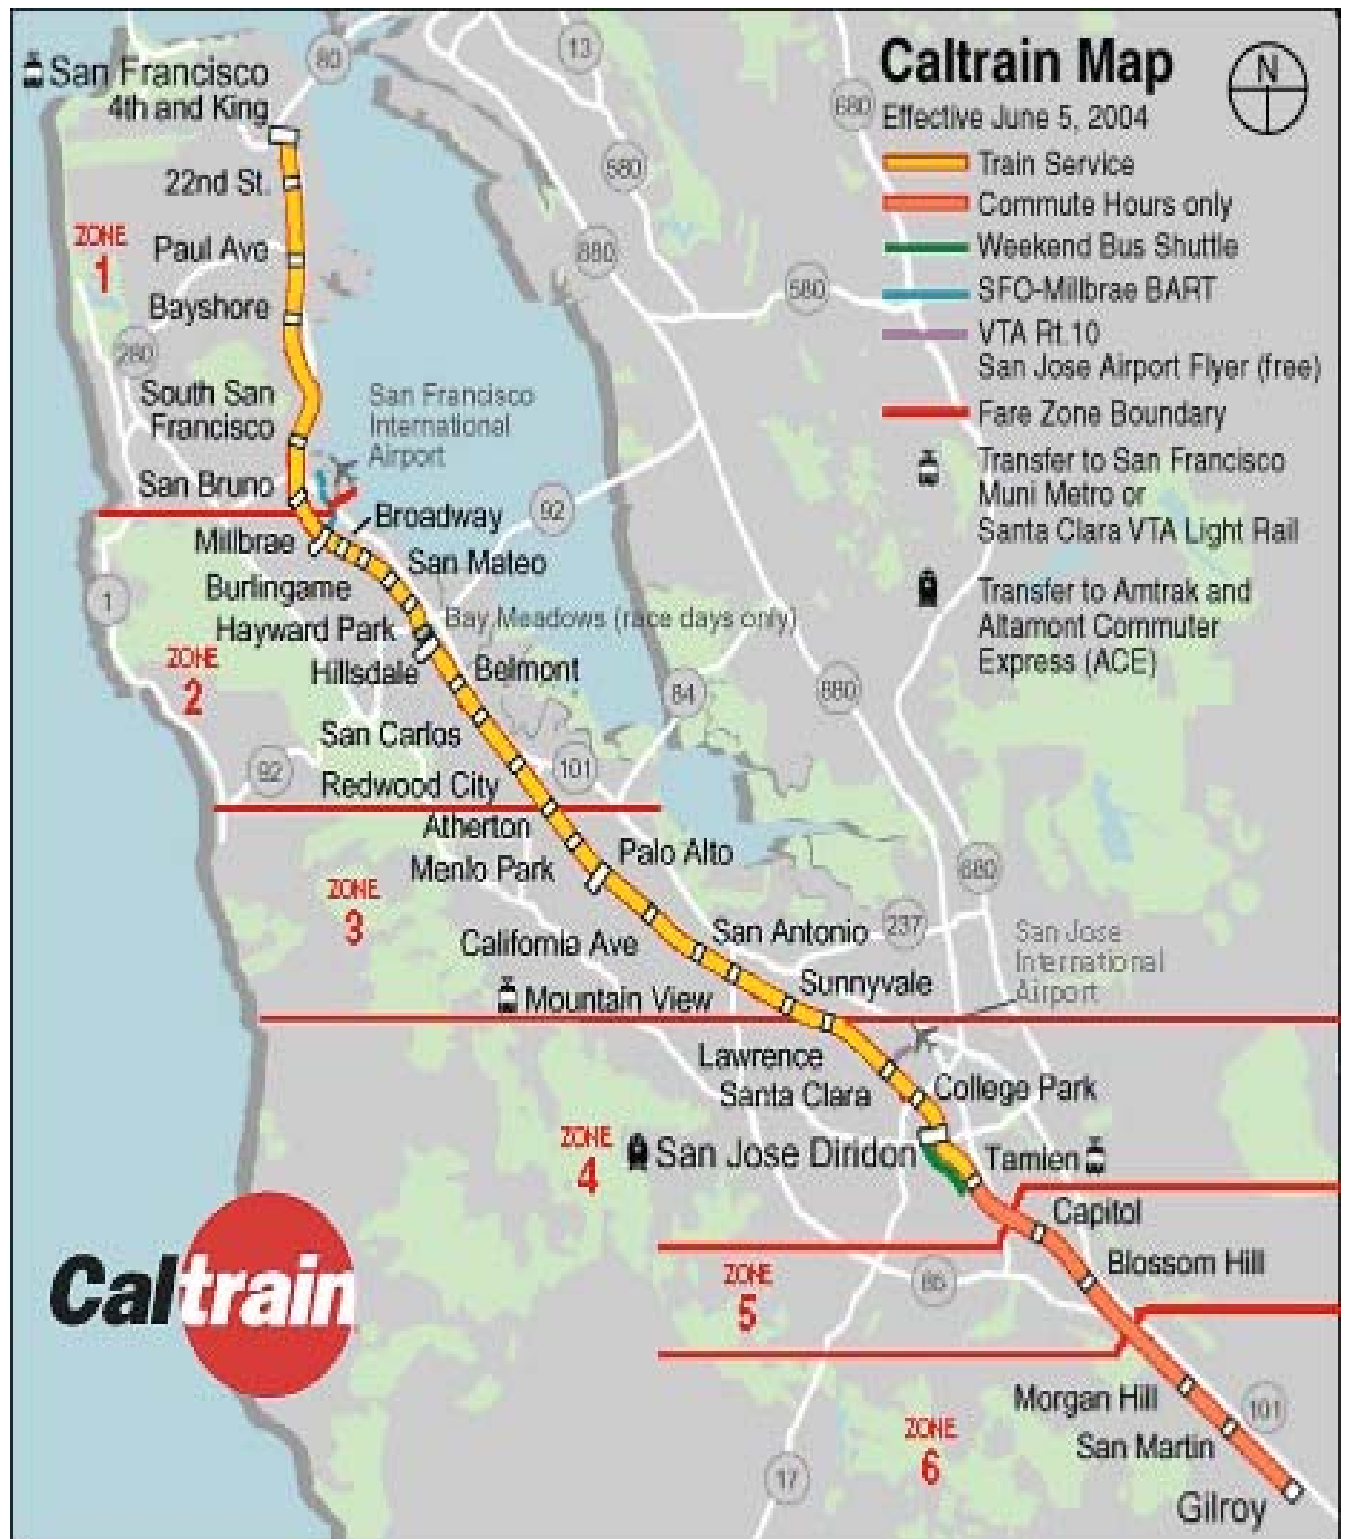 Caltrain Map
N
Effective June 5, 2004
Train Service
Commute Hours only
Weekend Bus Shuttle
SFO-Millbrae BART
VTA Rt.10
San Jose Airport Flyer (free)
Fare Zone Boundary
Transfer to San Francisco
Muni Metro or
Santa Clara VTA Light Rail
Transfer to Amtrak and
Altamont Commuter
Express (ACE)
San Francisco
4th and King
22nd St.
ZONE
1
Paul Ave
Bayshore
South San
Francisco
San Francisco
International
Airport
San Bruno
Broadway
Millbrae
San Mateo
Burlingame
Bay Meadows (race days only)
Hayward Park
ZONE
2
Hillsdale
Belmont
San Carlos
Redwood City
Atherton
Palo Alto
Menlo Park
ZONE
3
San Antonio
California Ave
San Jose
International
Airport
Sunnyvale
Mountain View
Lawrence
College Park
Santa Clara
ZONE
4
San Jose Diridon
Tamien
Capitol
Blossom Hill
ZONE
5
Morgan Hill
San Martin
ZONE
6
Gilroy
Caltrain
80
13
680
580
880
580
280
92
1
84
880
92
101
680
237
17
101